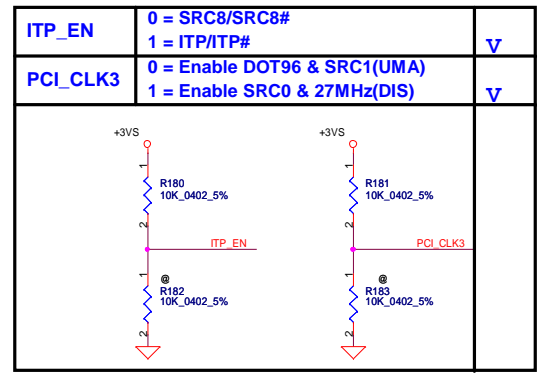 ITP_EN
0 = SRC8/SRC8#
1 = ITP/ITP#
V
PCI_CLK3
0 = Enable DOT96 & SRC1(UMA)
1 = Enable SRC0 & 27MHz(DIS)
V
+3VS
+3VS
1
R180
10K_0402_5%
2
1
R181
10K_0402_5%
2
ITP_EN
PCI_CLK3
1
@
R182
10K_0402_5%
2
1
@
R183
10K_0402_5%
2